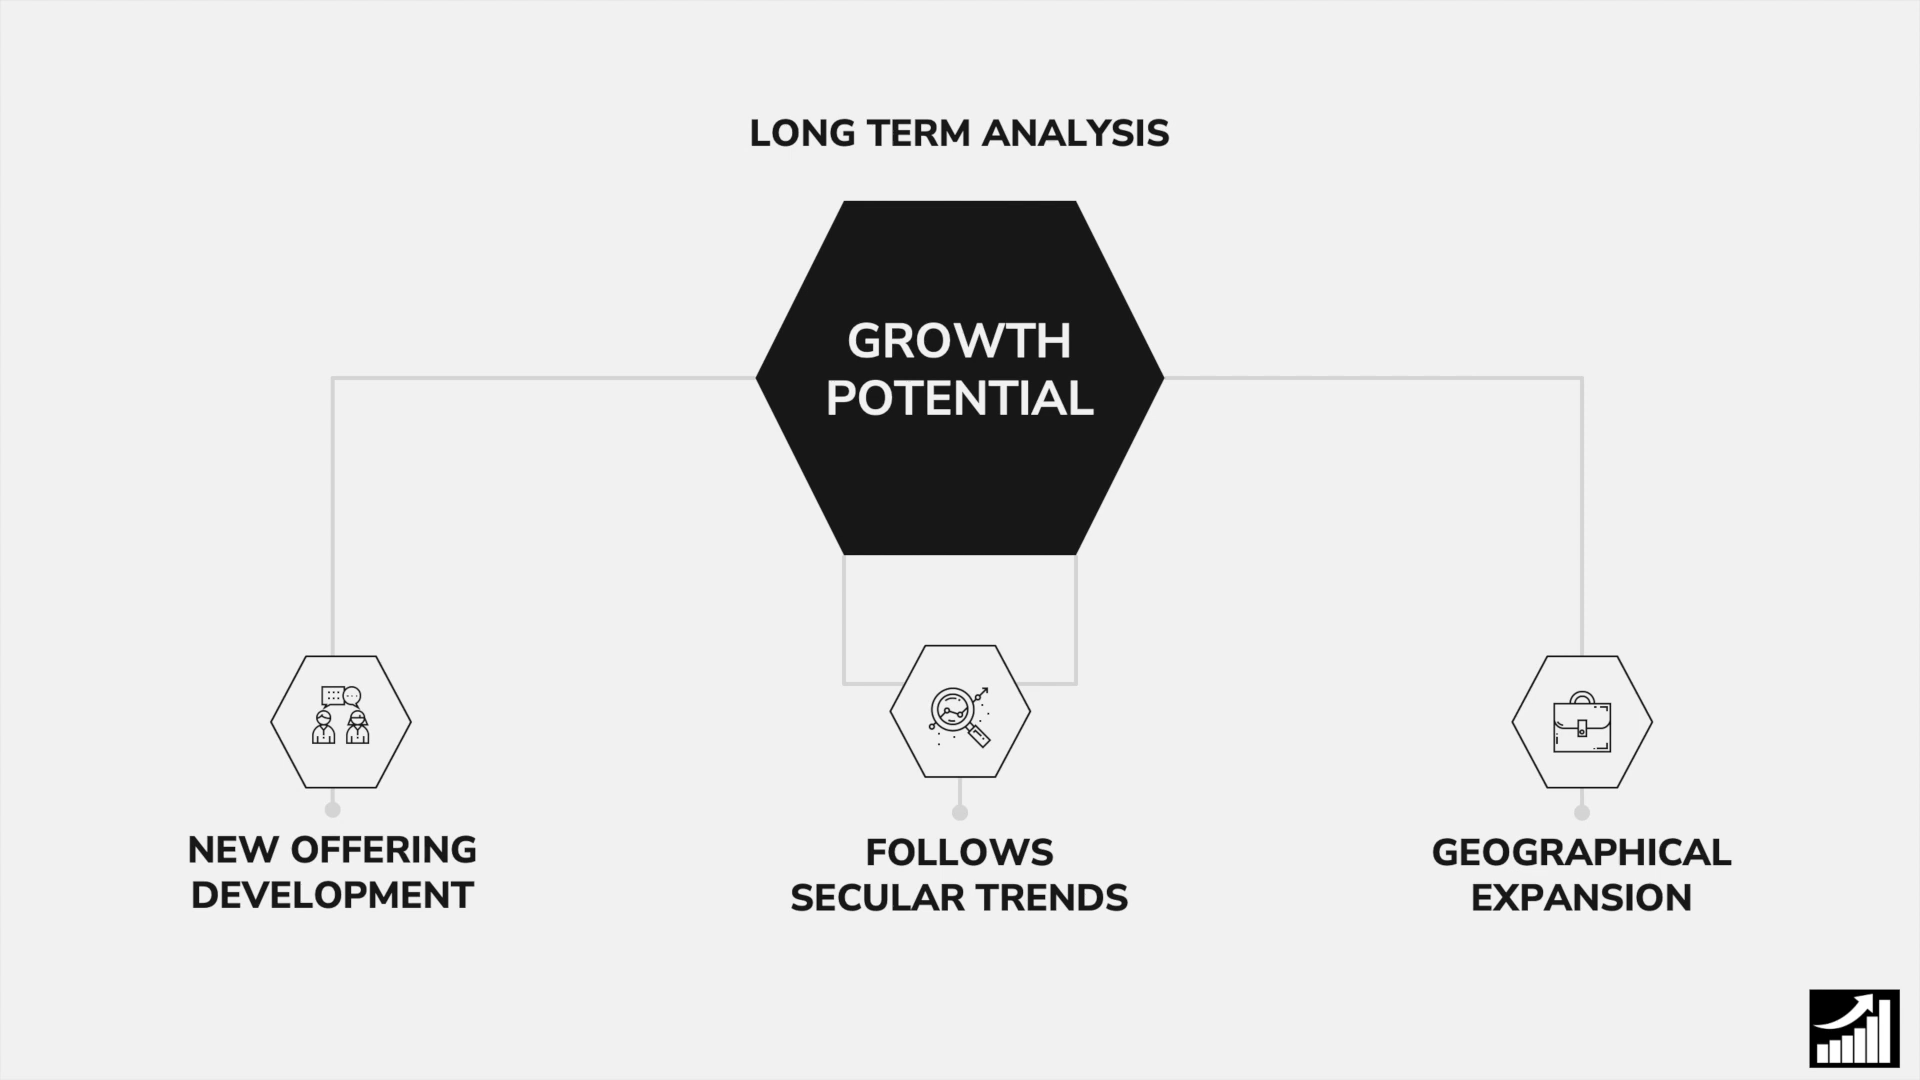 LONG TERM ANALYSIS
GROWTH
POTENTIAL
NEW OFFERING
DEVELOPMENT
FOLLOWS
SECULAR TRENDS
GEOGRAPHICAL
EXPANSION